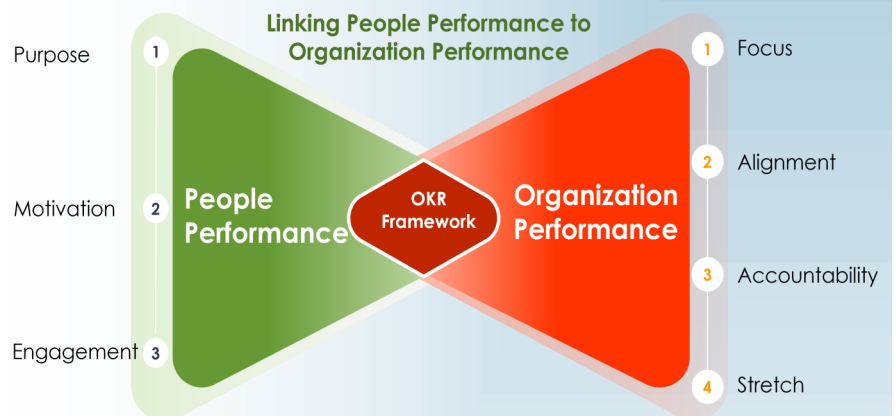 Linking People Performance to
Organization Performance
Purpose
1
Motivation
2
Engagement
3
People
Performance
OKR
Framework
Organization
Performance
1
Focus
2
Alignment
3
Accountability
4
Stretch